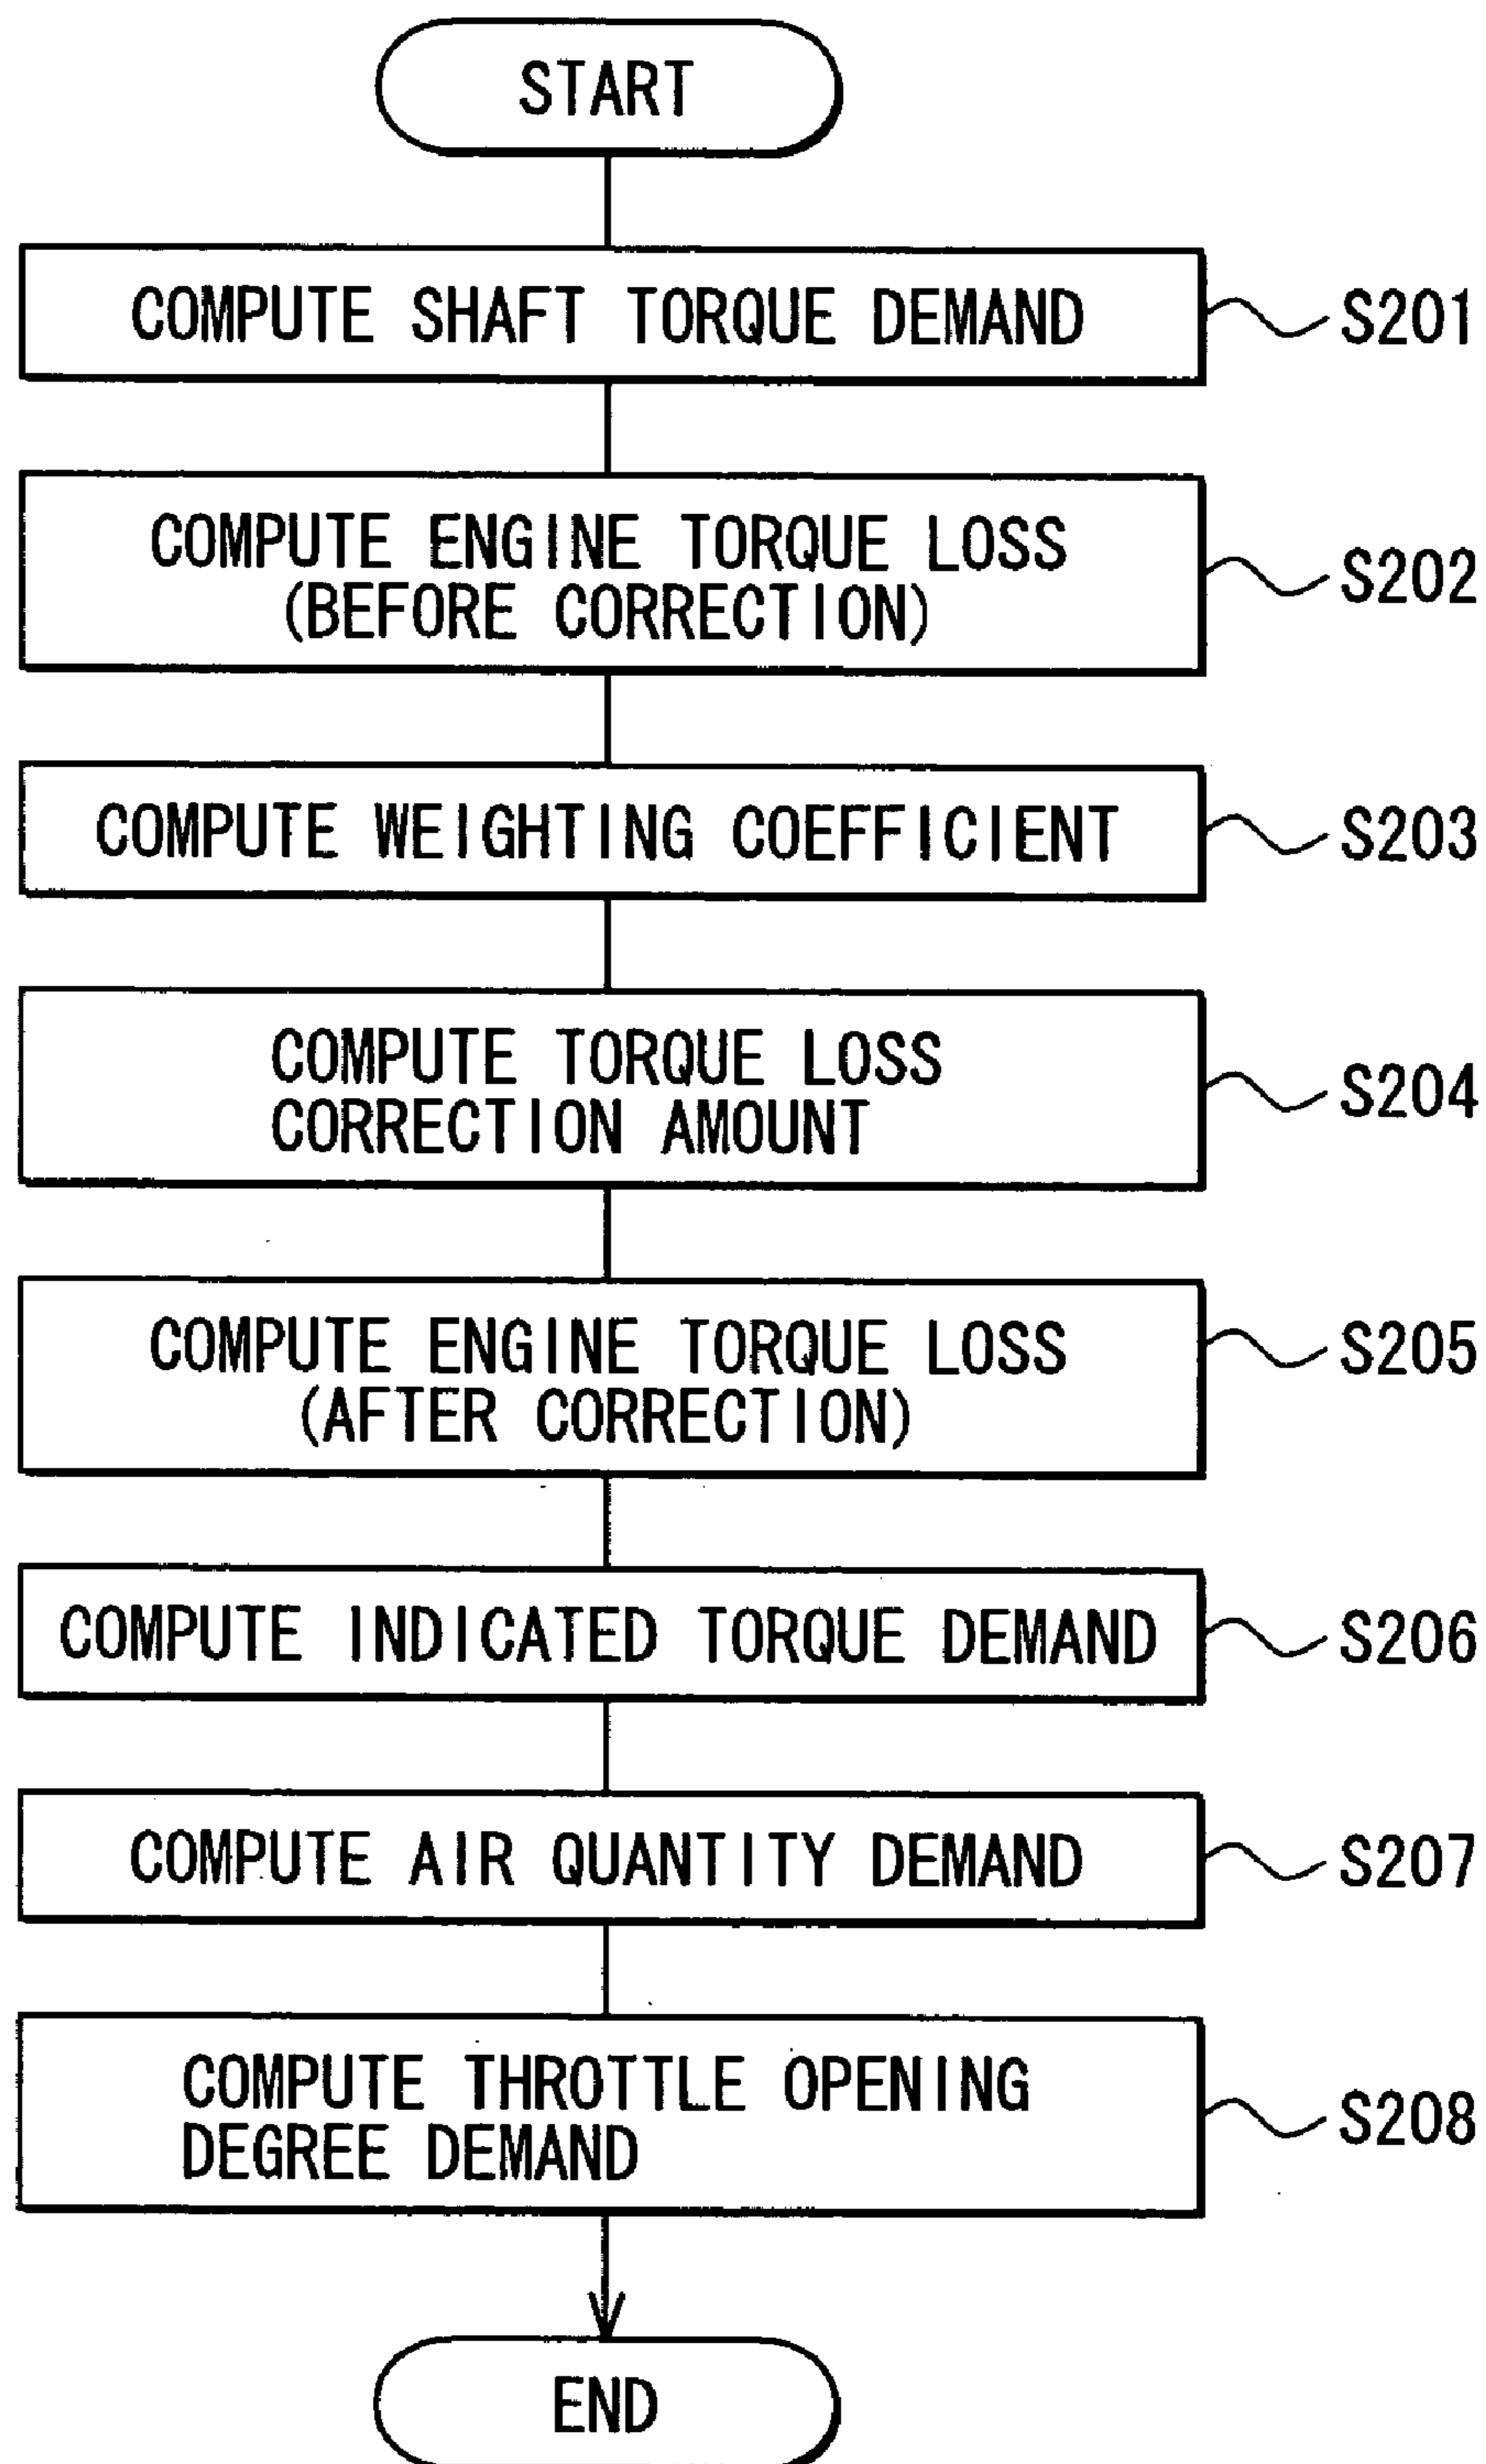 START
COMPUTE SHAFT TORQUE DEMAND
S201
COMPUTE ENGINE TORQUE LOSS
(BEFORE CORRECTION)
S202
COMPUTE WEIGHTING COEFFICIENT
S203
COMPUTE TORQUE LOSS
CORRECTION AMOUNT
S204
COMPUTE ENGINE TORQUE LOSS
(AFTER CORRECTION)
S205
COMPUTE INDICATED TORQUE DEMAND
S206
COMPUTE AIR QUANTITY DEMAND
S207
COMPUTE THROTTLE OPENING
DEGREE DEMAND
S208
END